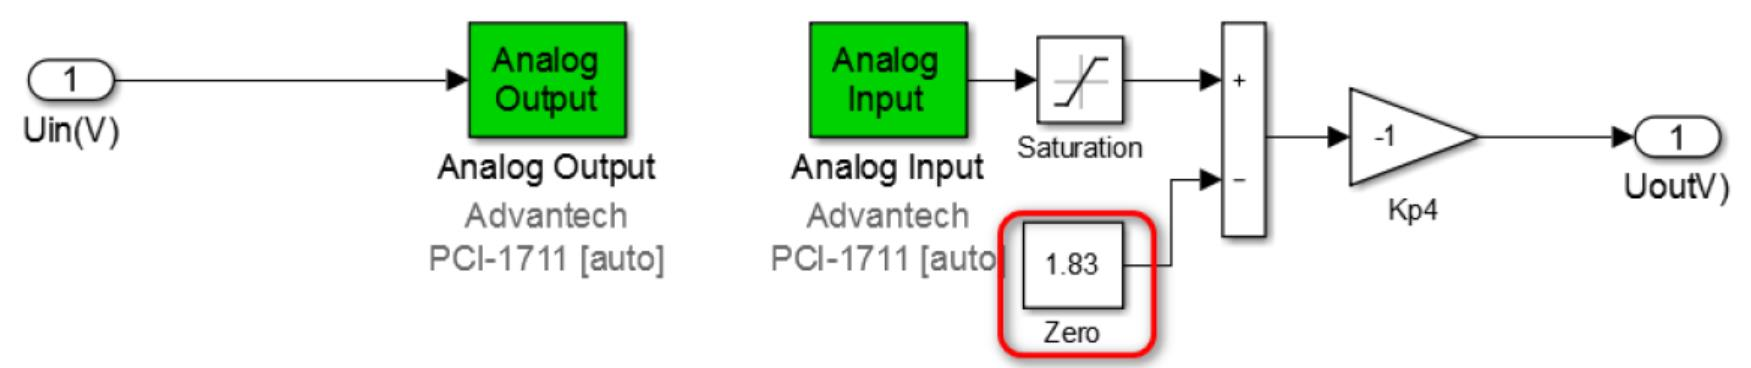 1
Uin(V)
Analog
Output
Analog Output
Advantech
PCI-1711 [auto]
Analog
Input
Analog Input
Advantech
PCI-1711 [auto
Saturation
1.83
Zero
+
−
-1
Kp4
1
UoutV)